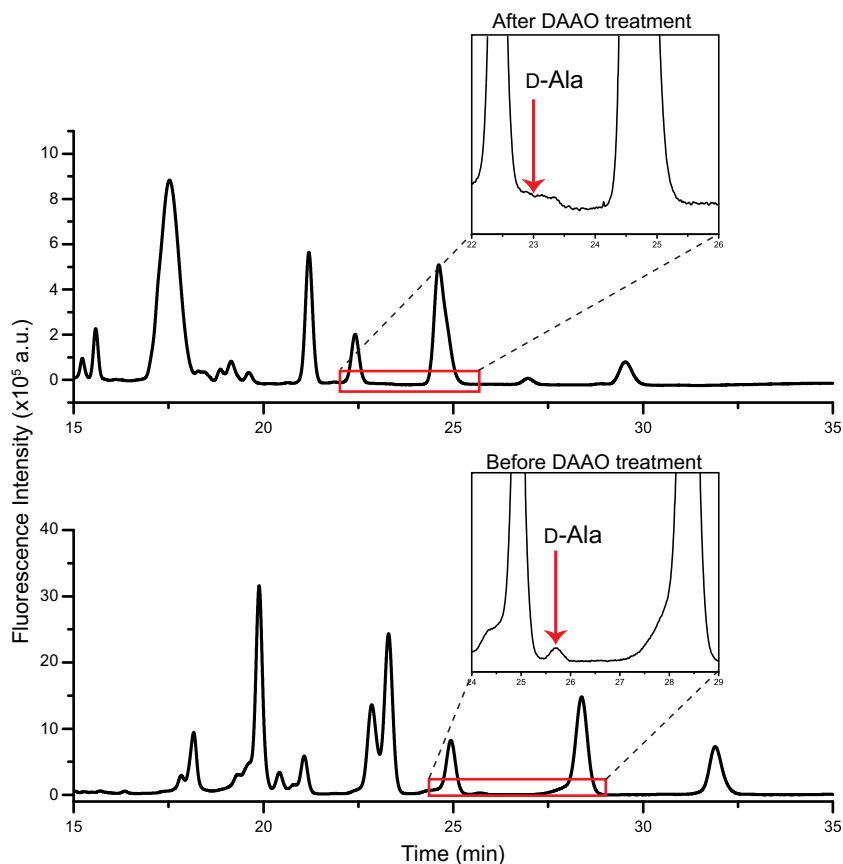 After DAAO treatment
D-Ala
22 23 24 25 26
10
8
6
4
2
0
15 20 25 30 35
Before DAAO treatment
D-Ala
24 25 26 27 28 29
40
30
20
10
0
15 20 25 30 35
Fluorescence Intensity (x10⁵ a.u.)
Time (min)